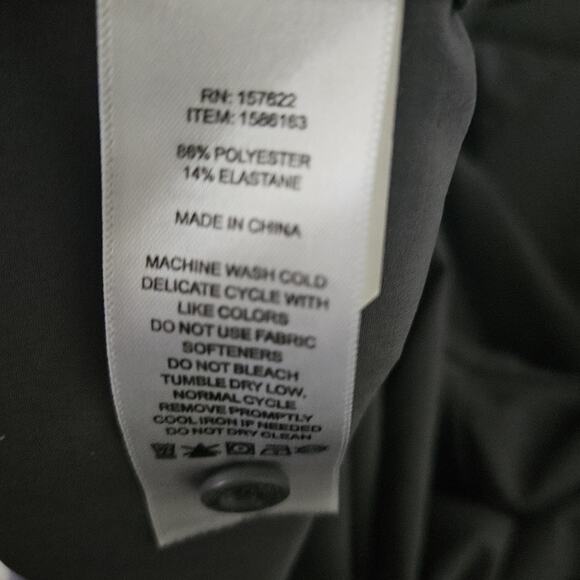 RN: 157622
ITEM: 1586163
86% POLYESTER
14% ELASTANE
MADE IN CHINA
MACHINE WASH COLD
DELICATE CYCLE WITH
LIKE COLORS
DO NOT USE FABRIC
SOFTENERS
DO NOT BLEACH
TUMBLE DRY LOW,
NORMAL CYCLE
REMOVE PROMPTLY
COOL IRON IF NEEDED
DO NOT DRY CLEAN